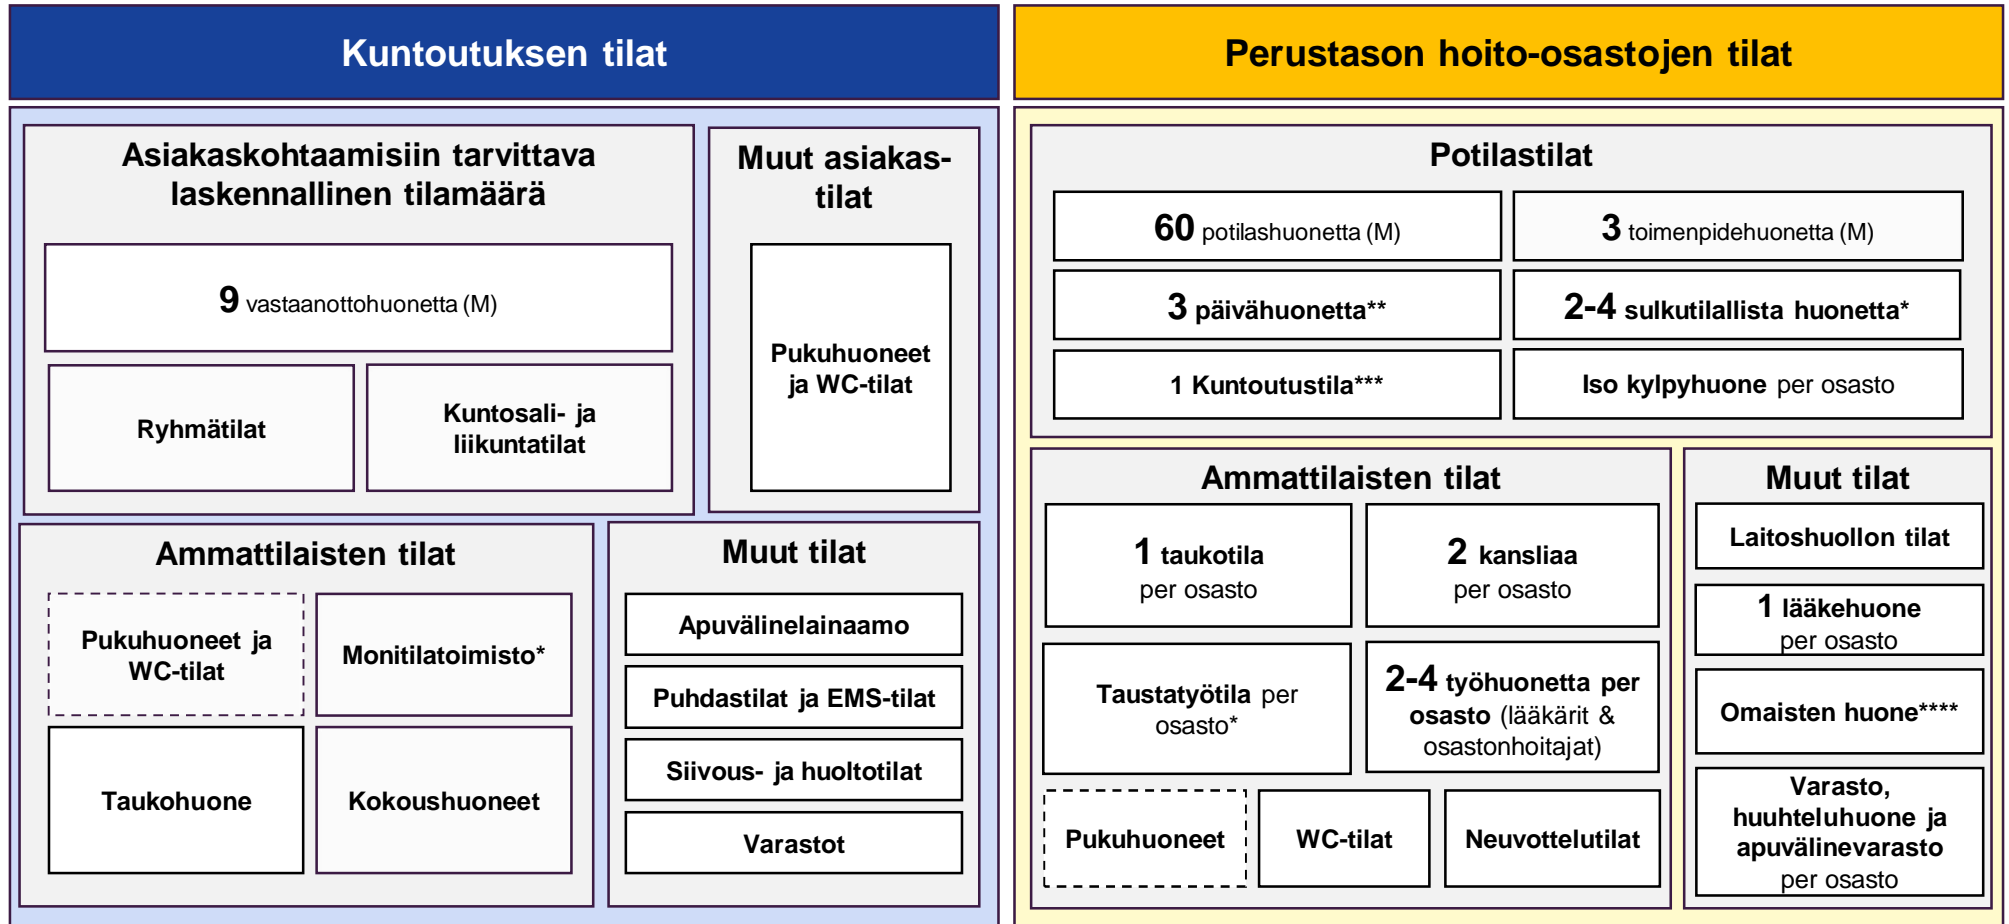 Kuntoutuksen tilat
Asiakaskohtaamisiin tarvittava
laskennallinen tilamäärä
9 vastaanottohuonetta (M)
Ryhmätilat
Kuntosali- ja
liikuntatilat
Muut asiakas-
tilat
Pukuhuoneet
ja WC-tilat
Ammattilaisten tilat
Pukuhuoneet ja
WC-tilat
Monitilatoimisto*
Taukohuone
Kokoushuoneet
Muut tilat
Apuvälinelainaamo
Puhdastilat ja EMS-tilat
Siivous- ja huoltotilat
Varastot
Perustason hoito-osastojen tilat
Potilastilat
60 potilashuonetta (M)
3 toimenpidehuonetta (M)
3 päivähuonetta**
2-4 sulkutilallista huonetta*
1 Kuntoutustila***
Iso kylpyhuone per osasto
Ammattilaisten tilat
1 taukotila
per osasto
2 kansliaa
per osasto
Taustatyötila per
osasto*
2-4 työhuonetta per
osasto (lääkärit &
osastonhoitajat)
Pukuhuoneet
WC-tilat
Neuvottelutilat
Muut tilat
Laitoshuollon tilat
1 lääkehuone
per osasto
Omaisten huone****
Varasto,
huuhteluhuone ja
apuvälinevarasto
per osasto